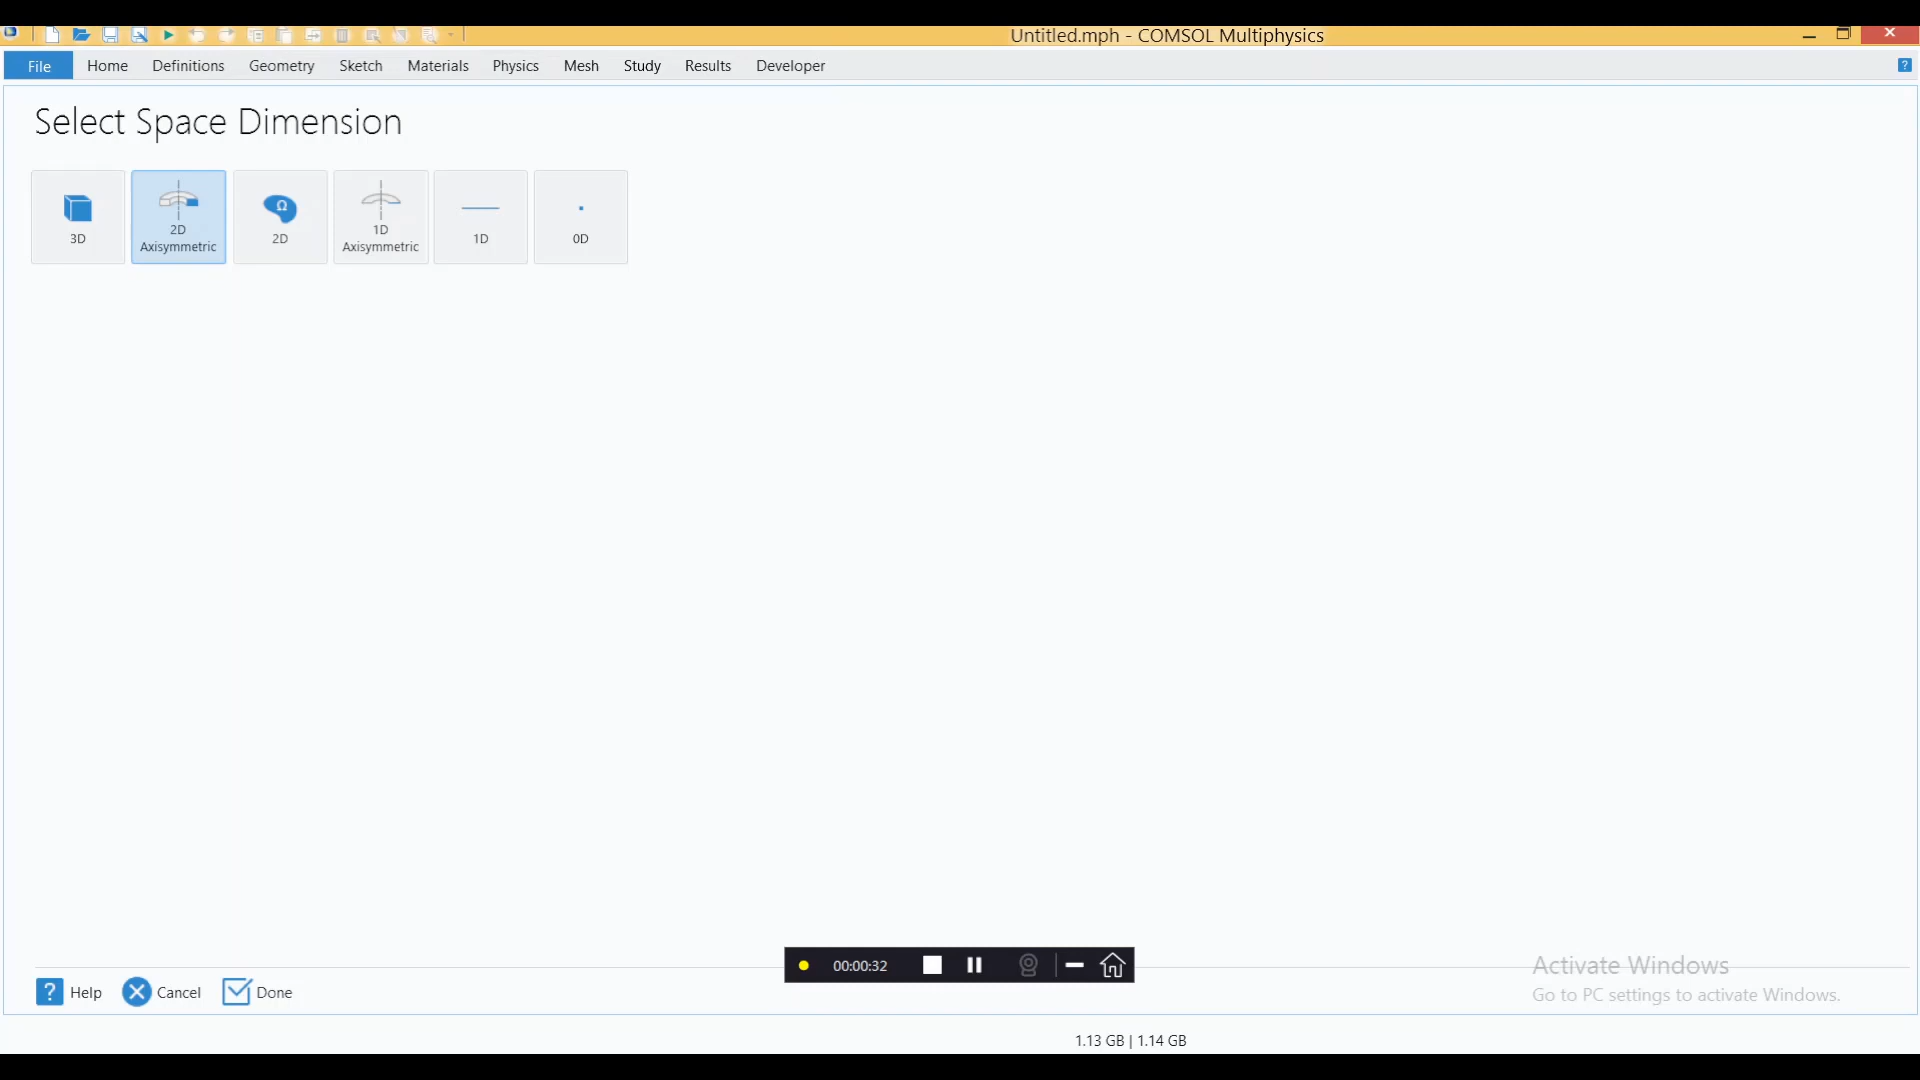 Untitled.mph - COMSOL Multiphysics
File Home Definitions Geometry Sketch Materials Physics Mesh Study Results Developer ?
Select Space Dimension
3D
2D
Axisymmetric
Ω
2D
1D
Axisymmetric
1D
0D
00:00:32
Activate Windows
Go to PC settings to activate Windows.
? Help Cancel Done
1.13 GB | 1.14 GB